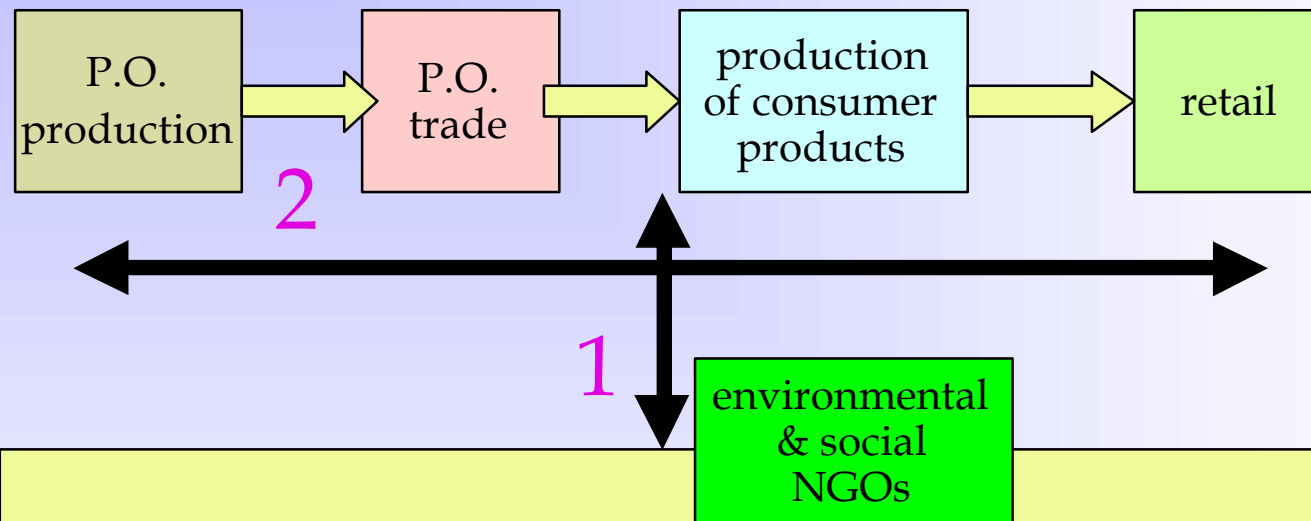 P.O.
production
P.O.
trade
production
of consumer
products
retail
2
1
environmental
& social
NGOs